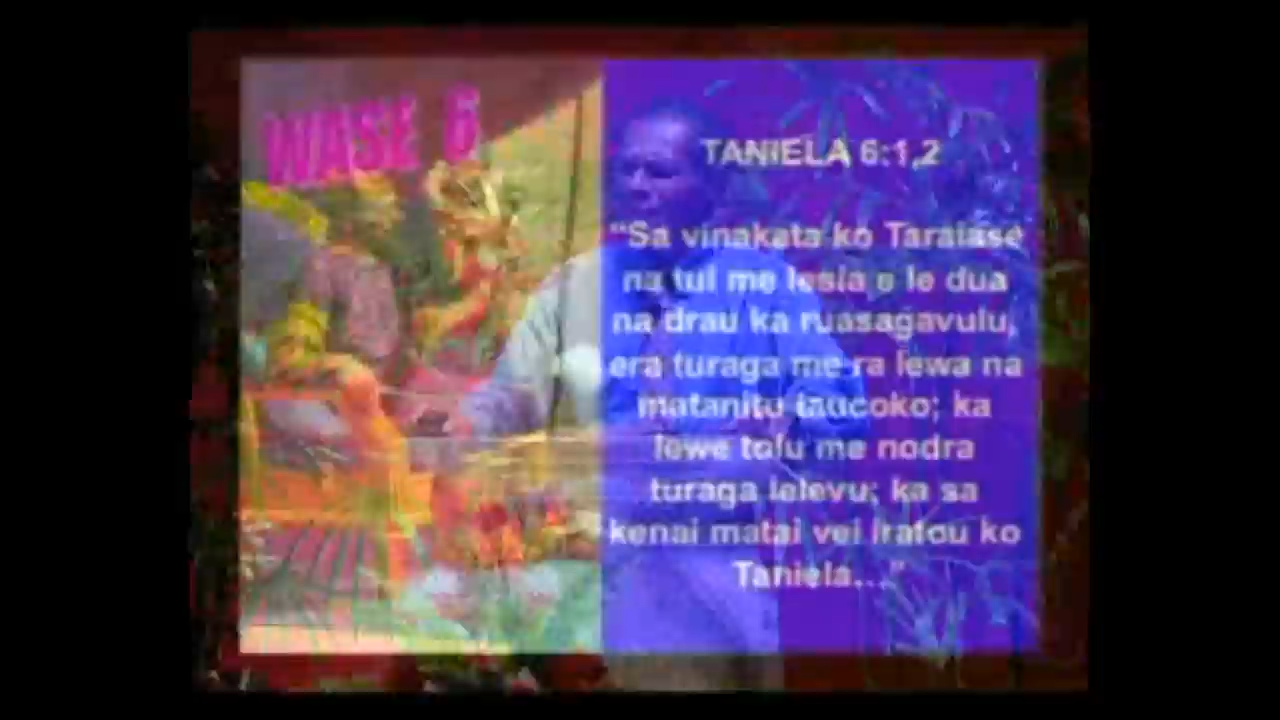 WASE 6
TANIELA 6:1,2
"Sa vinakata ko Taraiase
na tui me lesia e le dua
na drau ka ruasagavulu,
era turaga me ra lewa na
matanitu taucoko; ka
lewe tolu me nodra
turaga lelevu; ka sa
kenai matai vei iratou ko
Taniela..."